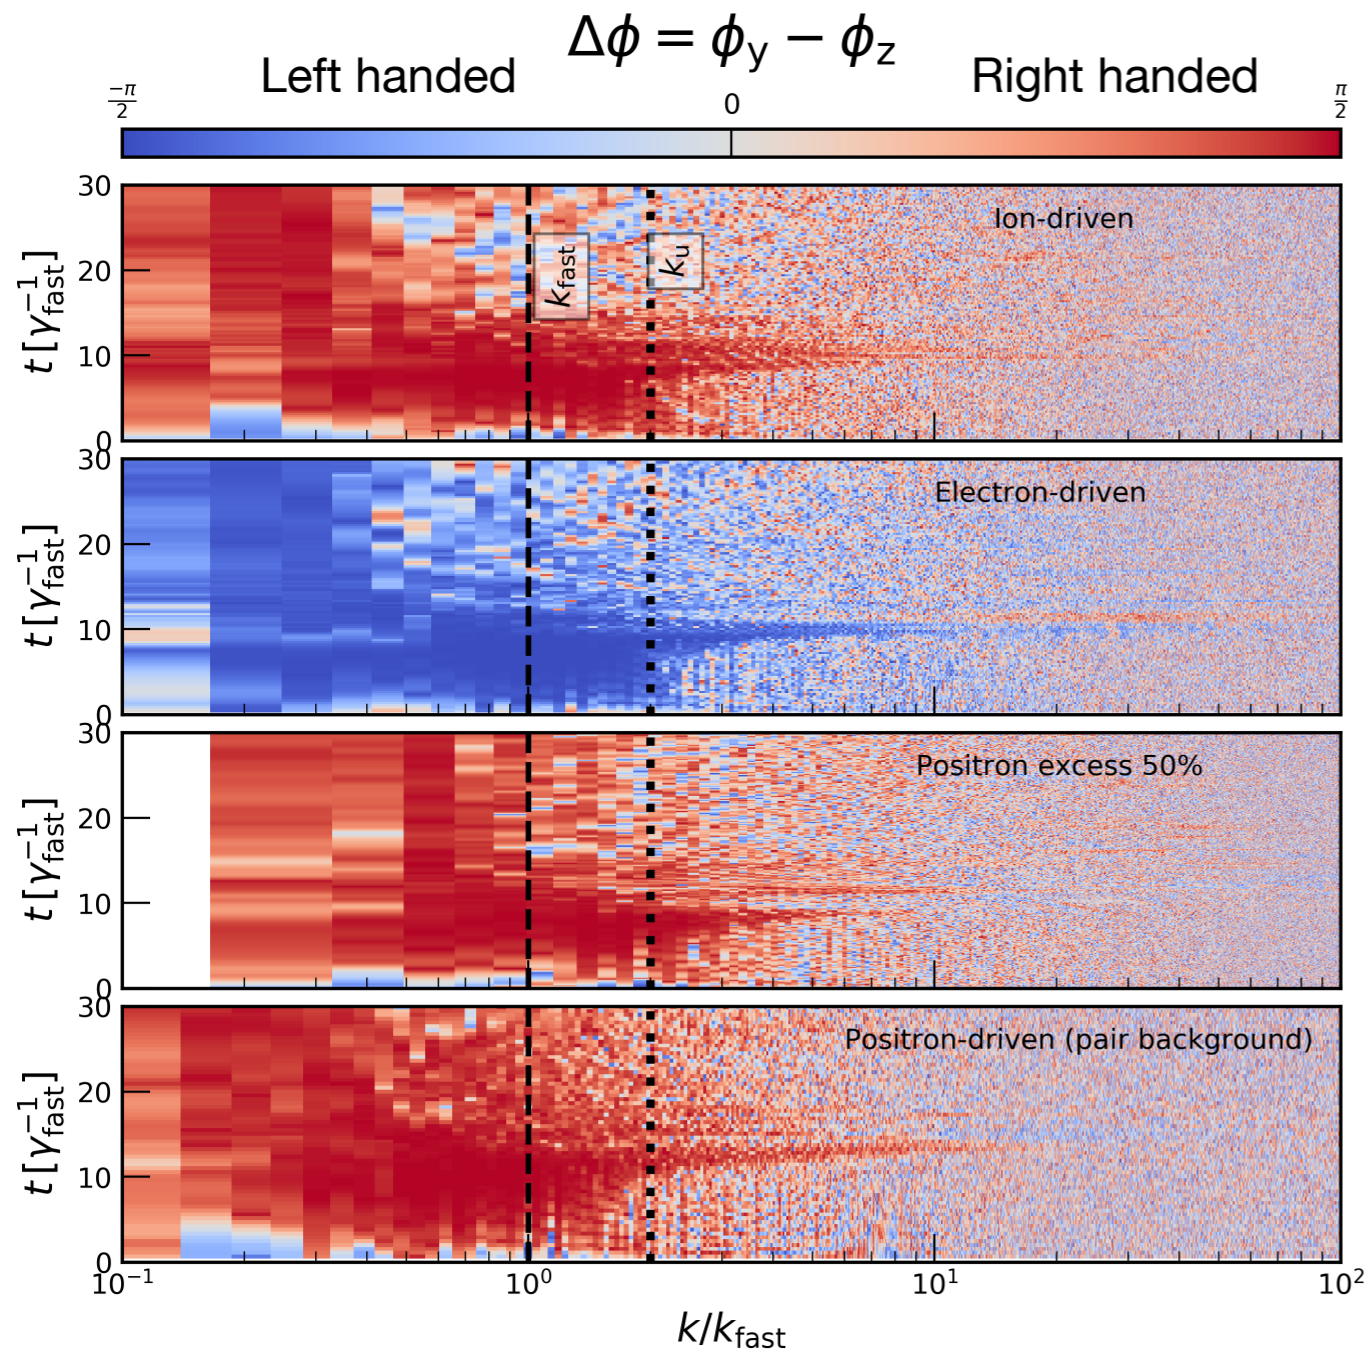 Δϕ = ϕy − ϕz
Left handed
Right handed
−π/2
0
π/2
30
20
10
0
t [γfast⁻¹]
kfast
ku
Ion-driven
30
20
10
0
t [γfast⁻¹]
Electron-driven
30
20
10
0
t [γfast⁻¹]
Positron excess 50%
30
20
10
0
t [γfast⁻¹]
Positron-driven (pair background)
10⁻¹
10⁰
10¹
10²
k/kfast